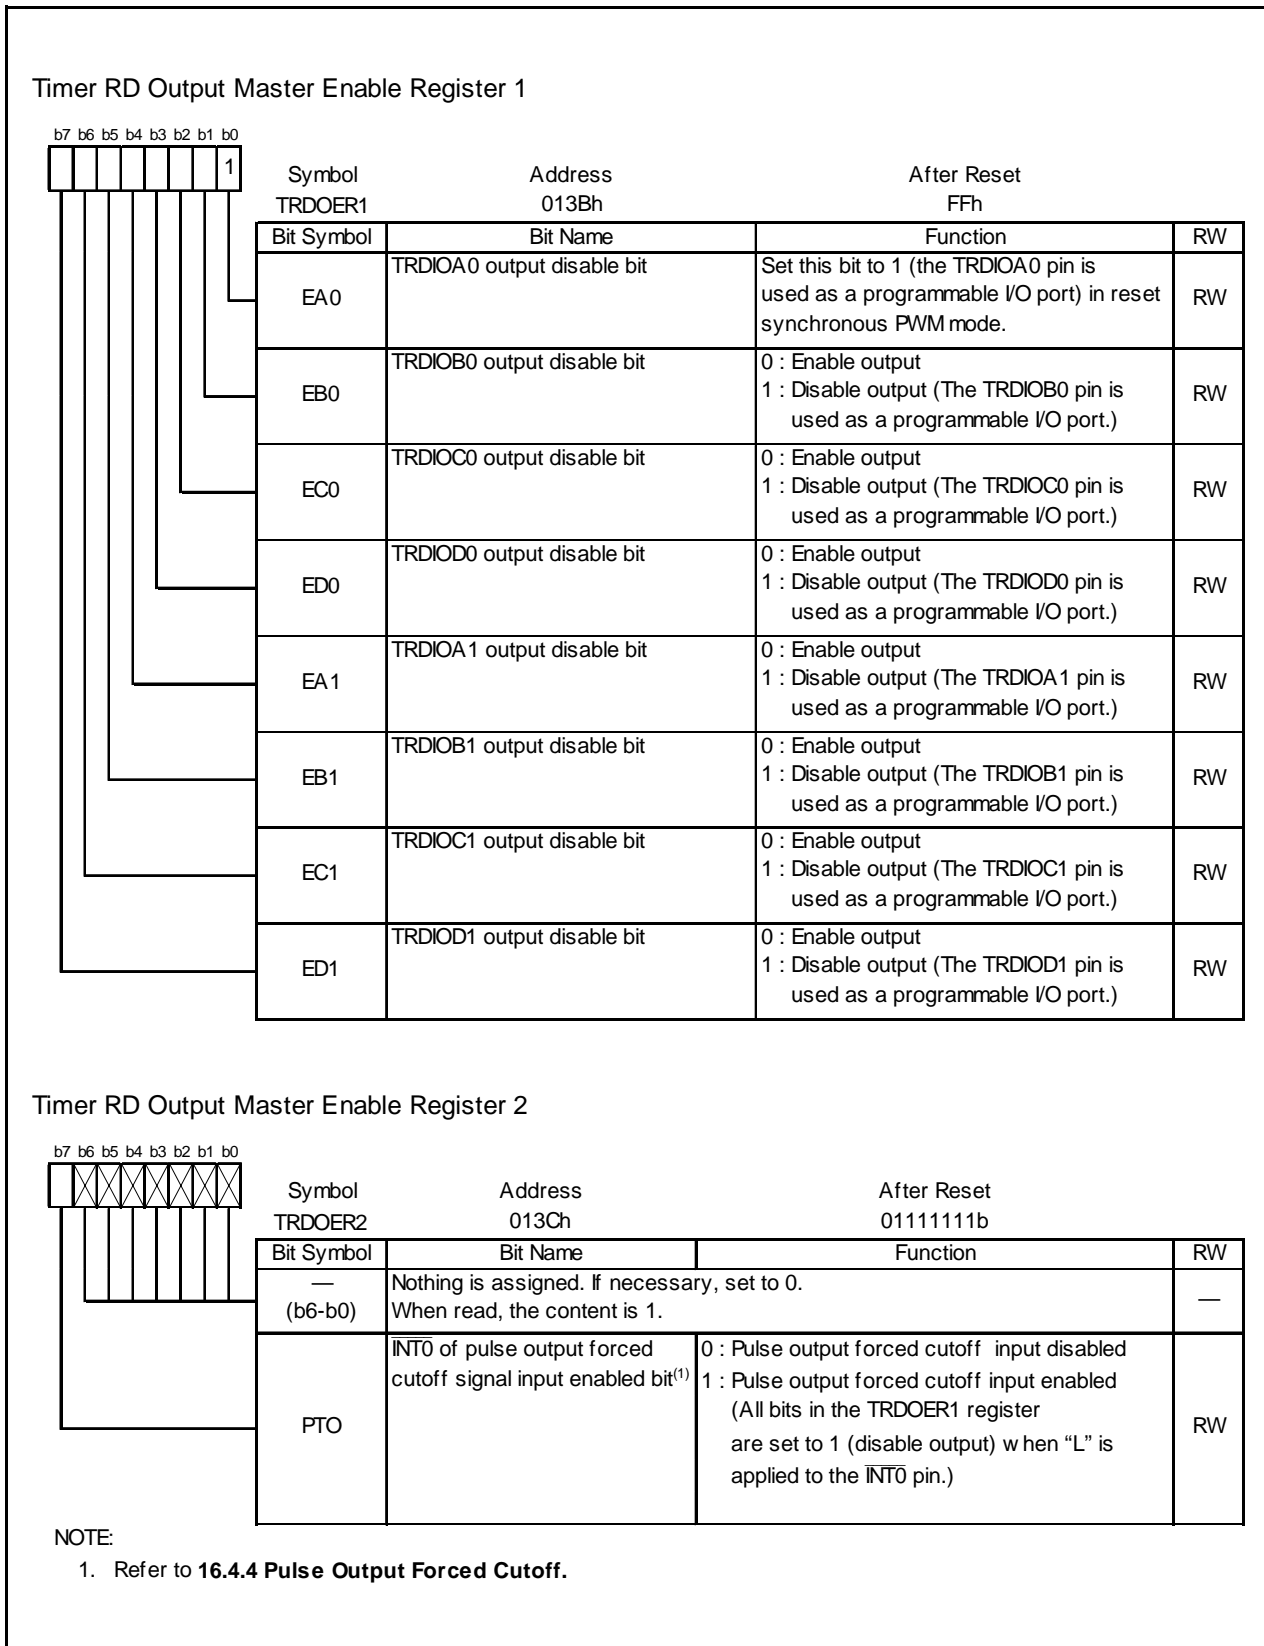 Timer RD Output Master Enable Register 1
b7 b6 b5 b4 b3 b2 b1 b0
1
Symbol Address After Reset
TRDOER1 013Bh FFh
Bit Symbol Bit Name Function RW
EA0 TRDIOA0 output disable bit Set this bit to 1 (the TRDIOA0 pin is
used as a programmable I/O port) in reset
synchronous PWM mode. RW
EB0 TRDIOB0 output disable bit 0 : Enable output
1 : Disable output (The TRDIOB0 pin is
used as a programmable I/O port.) RW
EC0 TRDIOC0 output disable bit 0 : Enable output
1 : Disable output (The TRDIOC0 pin is
used as a programmable I/O port.) RW
ED0 TRDIOD0 output disable bit 0 : Enable output
1 : Disable output (The TRDIOD0 pin is
used as a programmable I/O port.) RW
EA1 TRDIOA1 output disable bit 0 : Enable output
1 : Disable output (The TRDIOA1 pin is
used as a programmable I/O port.) RW
EB1 TRDIOB1 output disable bit 0 : Enable output
1 : Disable output (The TRDIOB1 pin is
used as a programmable I/O port.) RW
EC1 TRDIOC1 output disable bit 0 : Enable output
1 : Disable output (The TRDIOC1 pin is
used as a programmable I/O port.) RW
ED1 TRDIOD1 output disable bit 0 : Enable output
1 : Disable output (The TRDIOD1 pin is
used as a programmable I/O port.) RW
Timer RD Output Master Enable Register 2
b7 b6 b5 b4 b3 b2 b1 b0
Symbol Address After Reset
TRDOER2 013Ch 01111111b
Bit Symbol Bit Name Function RW
— Nothing is assigned. If necessary, set to 0.
(b6-b0) When read, the content is 1. —
INT0 of pulse output forced 0 : Pulse output forced cutoff input disabled
cutoff signal input enabled bit(1) 1 : Pulse output forced cutoff input enabled
(All bits in the TRDOER1 register
PTO are set to 1 (disable output) when “L” is RW
applied to the INT0 pin.)
NOTE:
1. Refer to 16.4.4 Pulse Output Forced Cutoff.